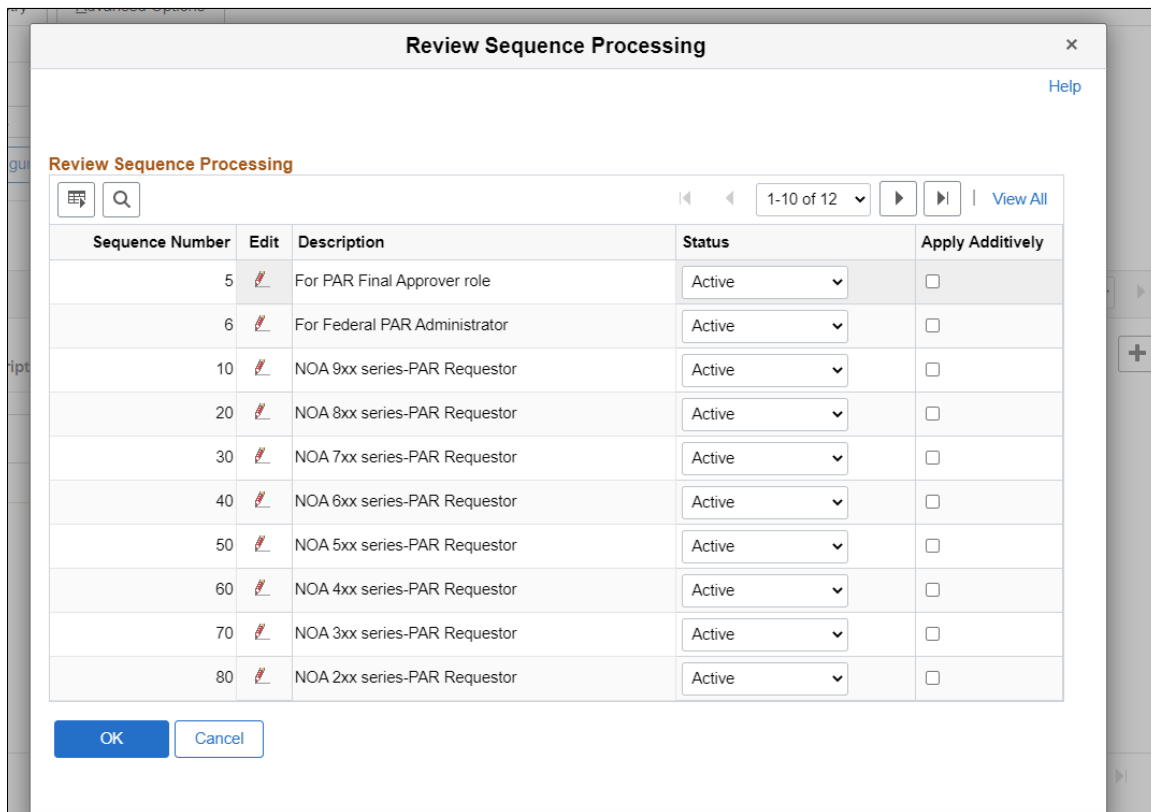 Advanced Options
Review Sequence Processing ×
Help
Review Sequence Processing
1-10 of 12 | View All
Sequence Number Edit Description Status Apply Additively
5 For PAR Final Approver role Active
6 For Federal PAR Administrator Active
10 NOA 9xx series-PAR Requestor Active
20 NOA 8xx series-PAR Requestor Active
30 NOA 7xx series-PAR Requestor Active
40 NOA 6xx series-PAR Requestor Active
50 NOA 5xx series-PAR Requestor Active
60 NOA 4xx series-PAR Requestor Active
70 NOA 3xx series-PAR Requestor Active
80 NOA 2xx series-PAR Requestor Active
OK Cancel